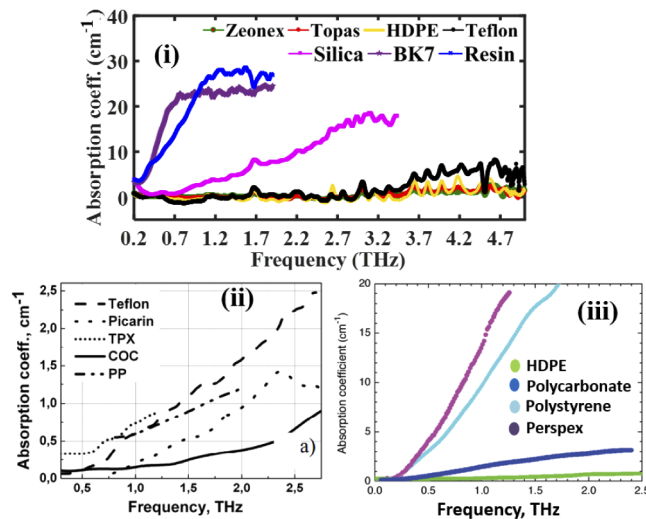 Zeonex Topas HDPE Teflon
Silica BK7 Resin
(i)
Absorption coeff. (cm⁻¹)
40
30
20
10
0
0.2 0.7 1.2 1.7 2.2 2.7 3.2 3.7 4.2 4.7
Frequency (THz)
(ii)
Teflon
Picarin
TPX
COC
PP
Absorption coeff., cm⁻¹
2,5
2,0
1,5
1,0
0,5
0,0
a)
0,5 1,0 1,5 2,0 2,5
Frequency, THz
(iii)
HDPE
Polycarbonate
Polystyrene
Perspex
Absorption coefficient (cm⁻¹)
20
15
10
5
0
0.0 0.5 1.0 1.5 2.0 2.5
Frequency, THz